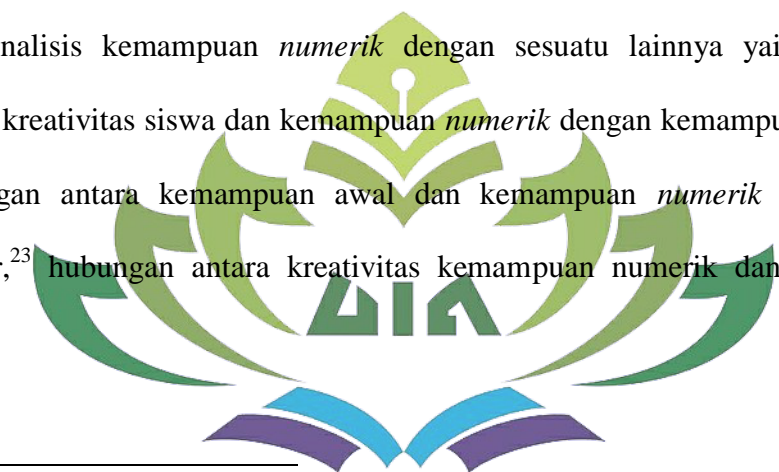 nalisis kemampuan numerik dengan sesuatu lainnya yai
kreativitas siswa dan kemampuan numerik dengan kemampu
gan antara kemampuan awal dan kemampuan numerik
r,23 hubungan antara kreativitas kemampuan numerik dan
UIN